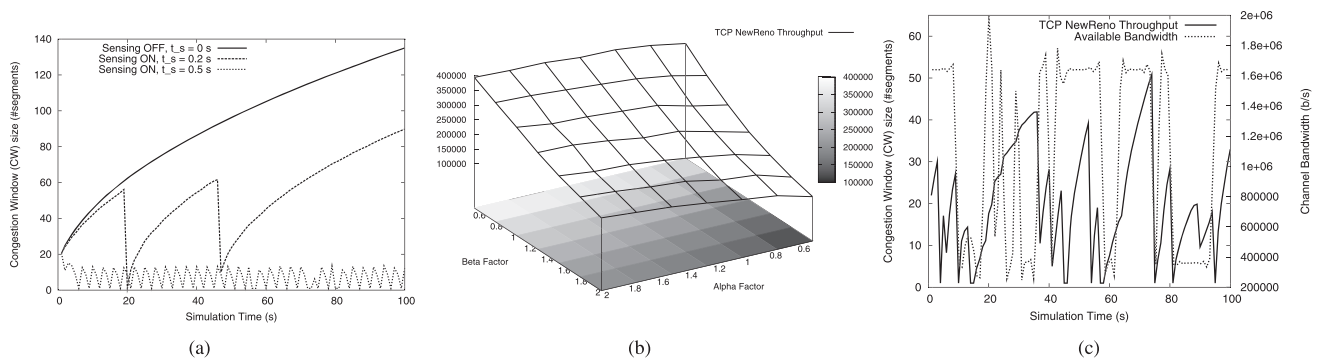 Sensing OFF, t_s = 0 s
Sensing ON, t_s = 0.2 s
Sensing ON, t_s = 0.5 s
Congestion Window (CW) size (#segments)
140
120
100
80
60
40
20
0
0
20
40
60
80
100
Simulation Time (s)
(a)
TCP NewReno Throughput
400000
350000
300000
250000
200000
150000
100000
400000
350000
300000
250000
200000
150000
100000
0.6
0.8
1
1.2
1.4
1.6
1.8
2
Beta Factor
2
1.8
1.6
1.4
1.2
1
0.8
0.6
Alpha Factor
(b)
TCP NewReno Throughput
Available Bandwidth
Congestion Window (CW) size (#segments)
60
50
40
30
20
10
0
0
20
40
60
80
100
Simulation Time (s)
2e+06
1.8e+06
1.6e+06
1.4e+06
1.2e+06
1e+06
800000
600000
400000
200000
Channel Bandwidth (b/s)
(c)